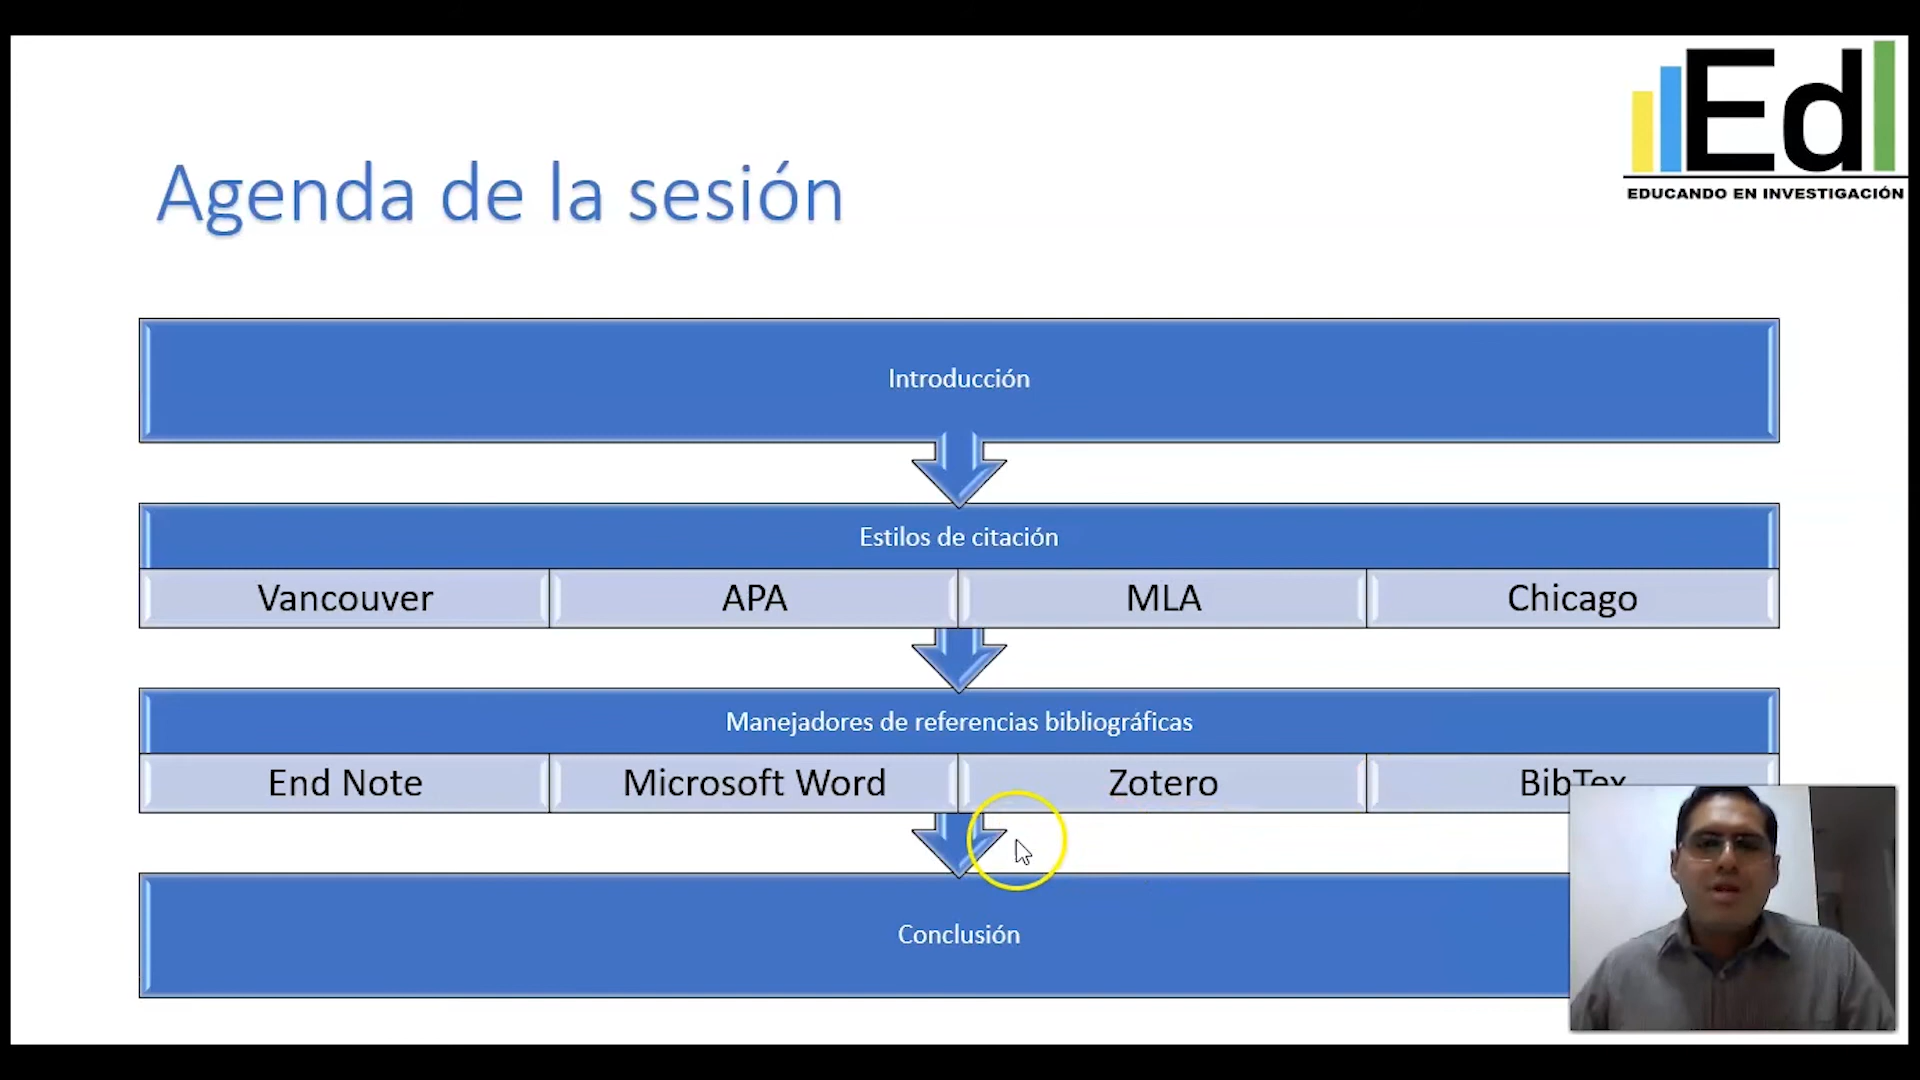 EdI
EDUCANDO EN INVESTIGACIÓN
Agenda de la sesión
Introducción
Estilos de citación
Vancouver APA MLA Chicago
Manejadores de referencias bibliográficas
End Note Microsoft Word Zotero BibTex
Conclusión